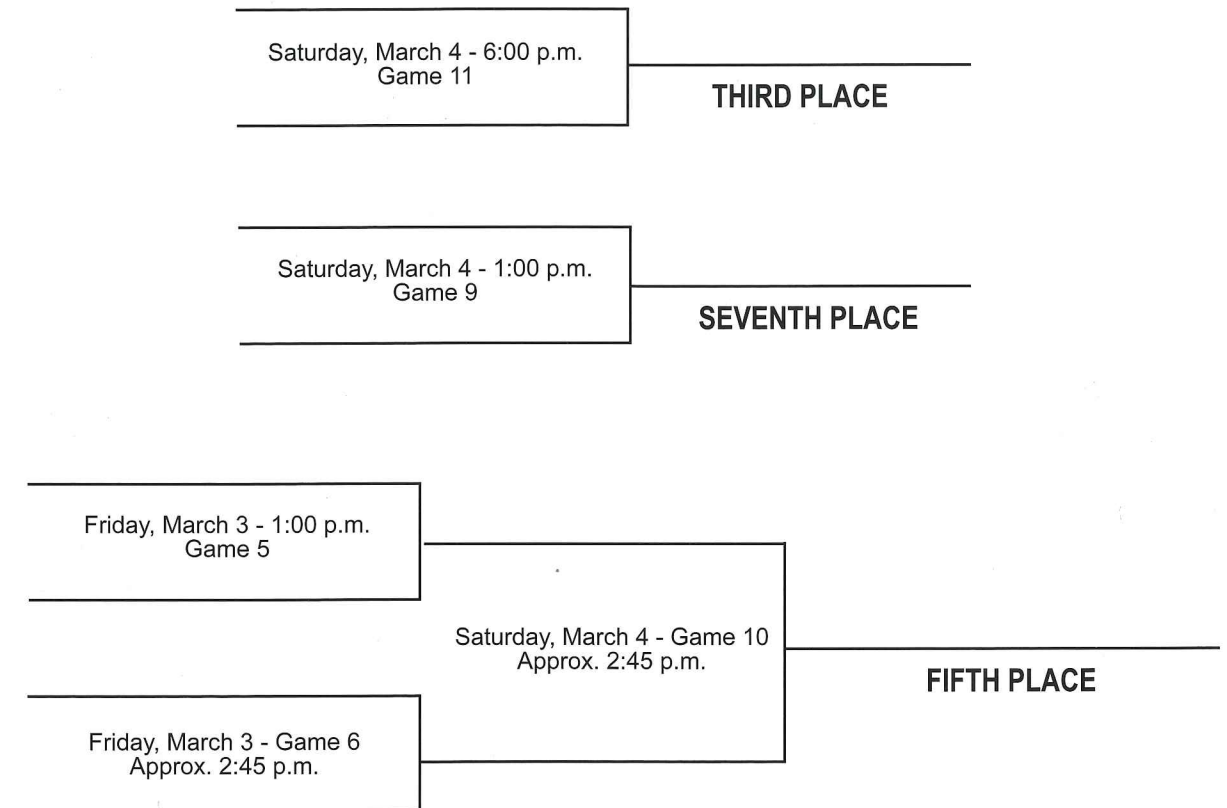 Saturday, March 4 - 6:00 p.m.
Game 11
THIRD PLACE
Saturday, March 4 - 1:00 p.m.
Game 9
SEVENTH PLACE
Friday, March 3 - 1:00 p.m.
Game 5
Saturday, March 4 - Game 10
Approx. 2:45 p.m.
FIFTH PLACE
Friday, March 3 - Game 6
Approx. 2:45 p.m.